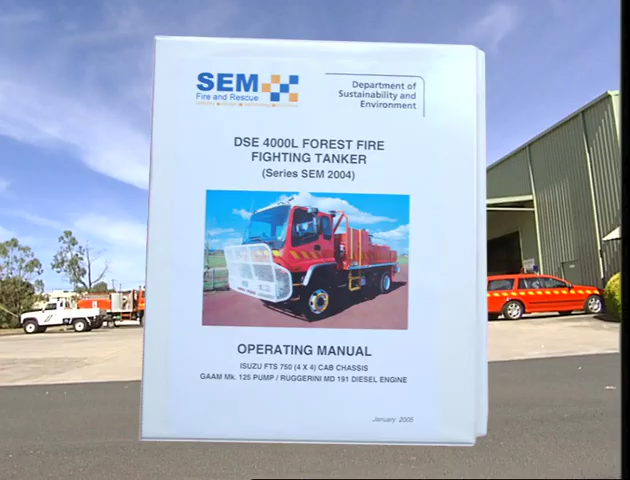 SEM
Fire and Rescue
Department of
Sustainability and
Environment
DSE 4000L FOREST FIRE
FIGHTING TANKER
(Series SEM 2004)
OPERATING MANUAL
ISUZU FTS 750 (4 X 4) CAB CHASSIS
GAAM Mk. 125 PUMP / RUGGERINI MD 191 DIESEL ENGINE
January 2005